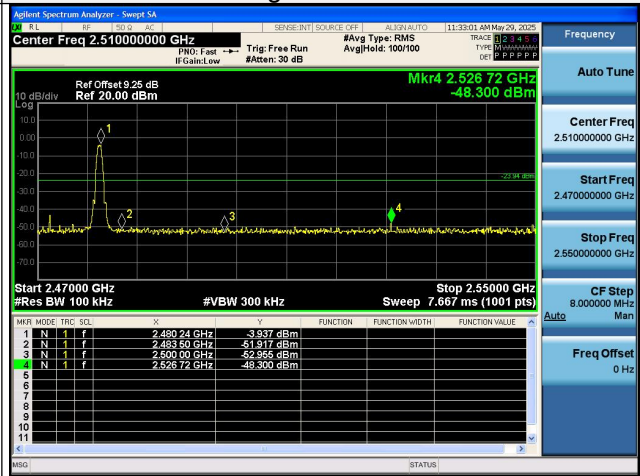 Agilent Spectrum Analyzer - Swept SA
RL RF 50 Ω AC SENSE:INT SOURCE OFF ALIGN AUTO 11:33:01 AM May 29, 2025
Center Freq 2.510000000 GHz
PNO: Fast
IFGain:Low
Trig: Free Run
#Atten: 30 dB
#Avg Type: RMS
Avg|Hold: 100/100
TRACE 1 2 3 4 5 6
TYPE M
DET P P P P P P
Ref Offset 9.25 dB
10 dB/div Ref 20.00 dBm
Log
Mkr4 2.526 72 GHz
-48.300 dBm
10.0
0.00
-10.0
-20.0
-30.0
-40.0
-50.0
-60.0
-70.0
1
2
3
4
-23.94 dBm
Start 2.47000 GHz Stop 2.55000 GHz
#Res BW 100 kHz #VBW 300 kHz Sweep 7.667 ms (1001 pts)
MKR MODE TRC SCL X Y FUNCTION FUNCTION WIDTH FUNCTION VALUE
1 N 1 f 2.480 24 GHz -3.937 dBm
2 N 1 f 2.483 50 GHz -51.917 dBm
3 N 1 f 2.500 00 GHz -52.955 dBm
4 N 1 f 2.526 72 GHz -48.300 dBm
5
6
7
8
9
10
11
MSG STATUS
Frequency
Auto Tune
Center Freq
2.510000000 GHz
Start Freq
2.470000000 GHz
Stop Freq
2.550000000 GHz
CF Step
8.000000 MHz
Auto Man
Freq Offset
0 Hz